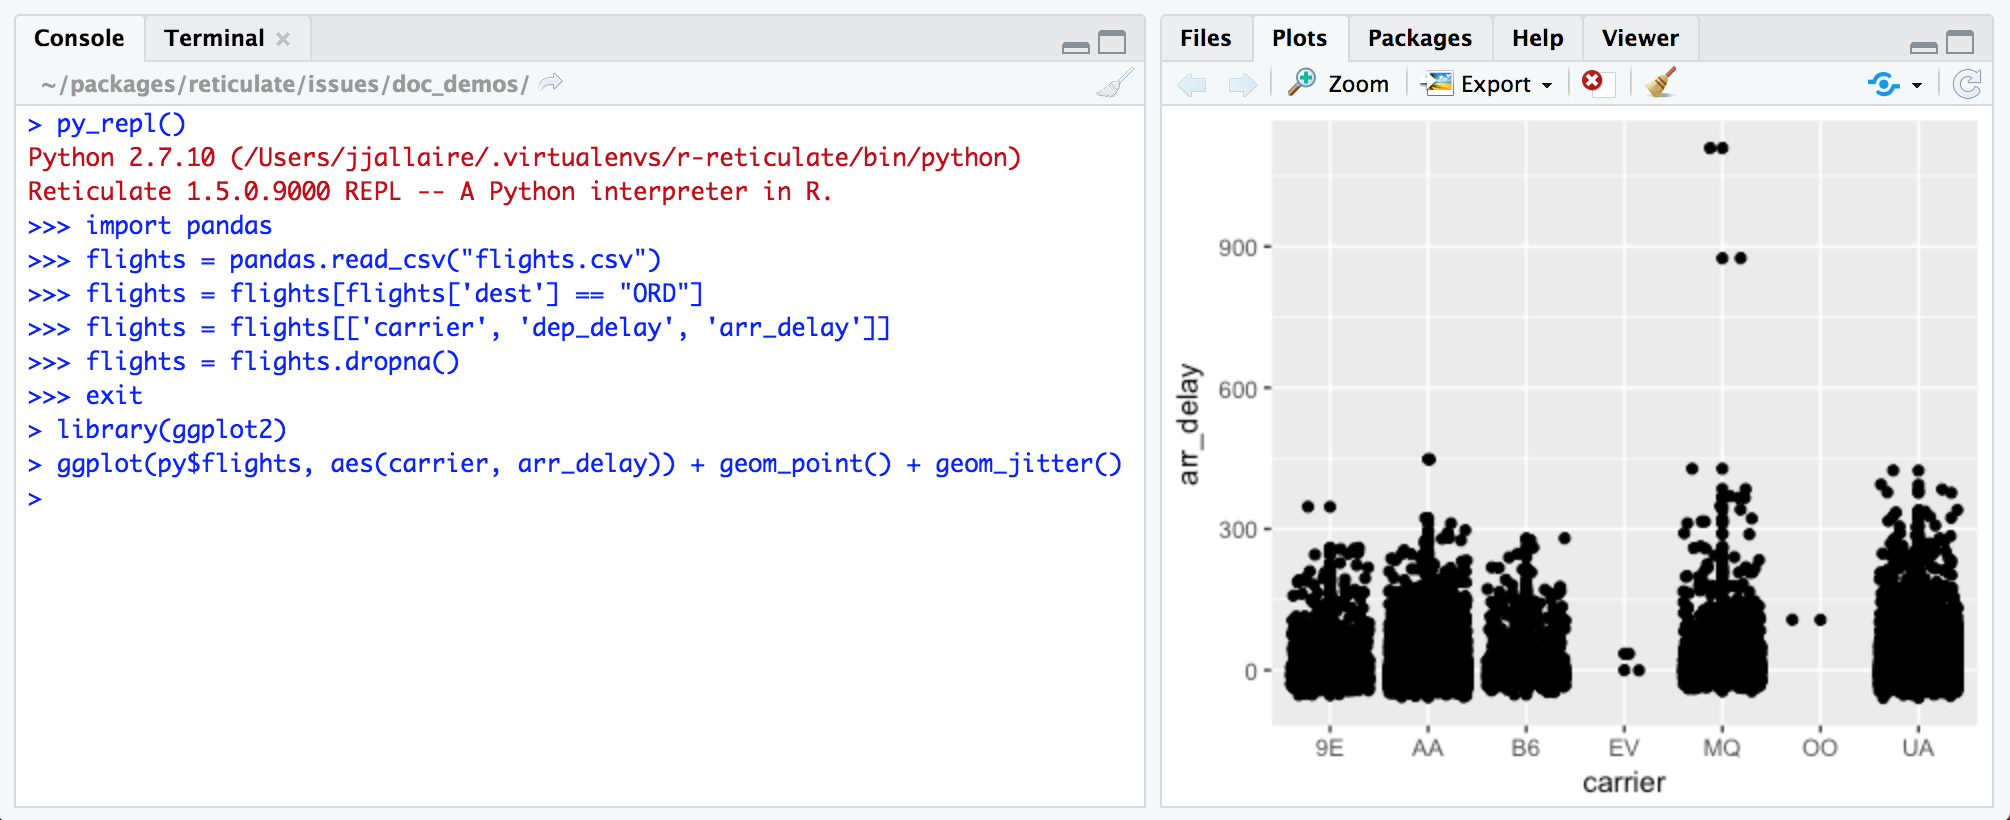 Console Terminal ×
~/packages/reticulate/issues/doc_demos/
> py_repl()
Python 2.7.10 (/Users/jjallaire/.virtualenvs/r-reticulate/bin/python)
Reticulate 1.5.0.9000 REPL -- A Python interpreter in R.
>>> import pandas
>>> flights = pandas.read_csv("flights.csv")
>>> flights = flights[flights['dest'] == "ORD"]
>>> flights = flights[['carrier', 'dep_delay', 'arr_delay']]
>>> flights = flights.dropna()
>>> exit
> library(ggplot2)
> ggplot(py$flights, aes(carrier, arr_delay)) + geom_point() + geom_jitter()
>
Files Plots Packages Help Viewer
Zoom Export
900
600
300
0
arr_delay
9E AA B6 EV MQ OO UA
carrier